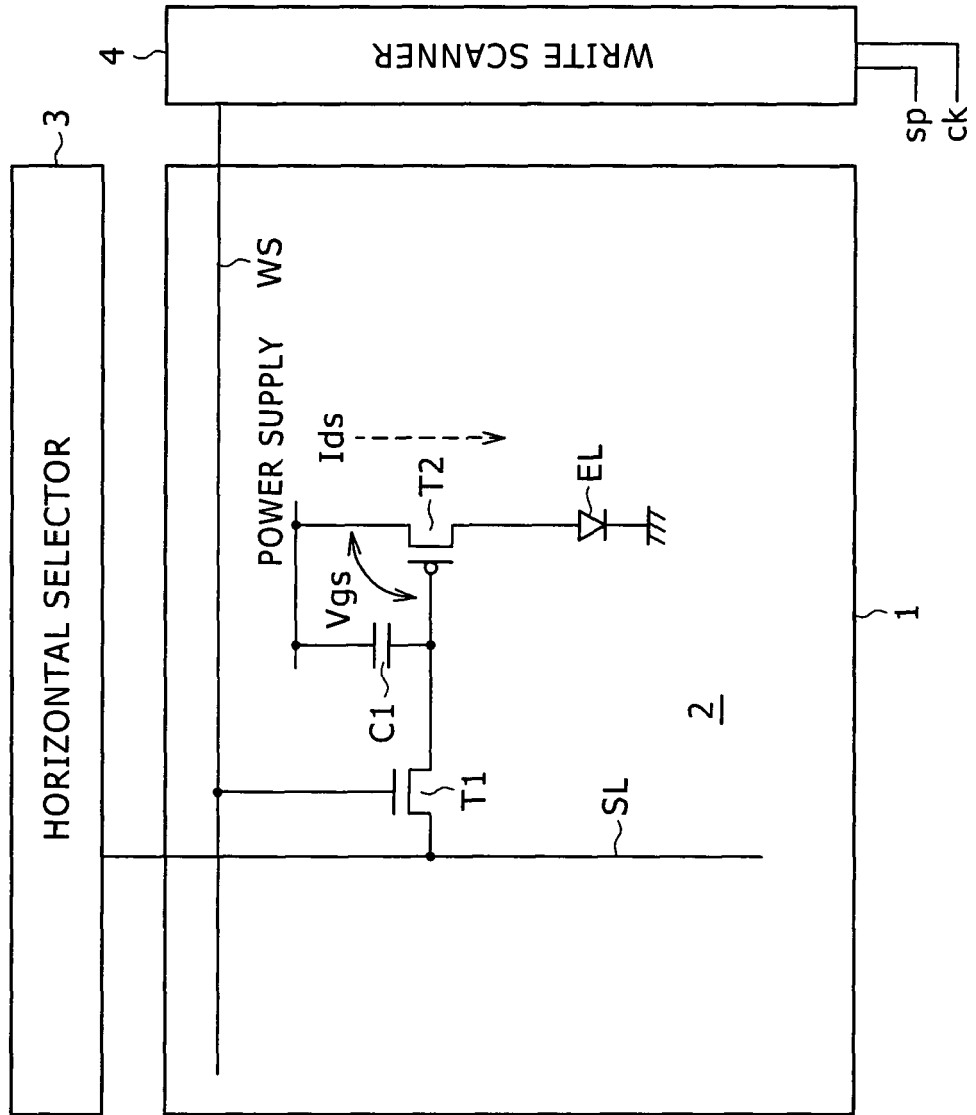 HORIZONTAL SELECTOR
3
4
WRITE SCANNER
sp
ck
WS
POWER SUPPLY
Ids
Vgs
C1
T2
T1
EL
SL
2
1